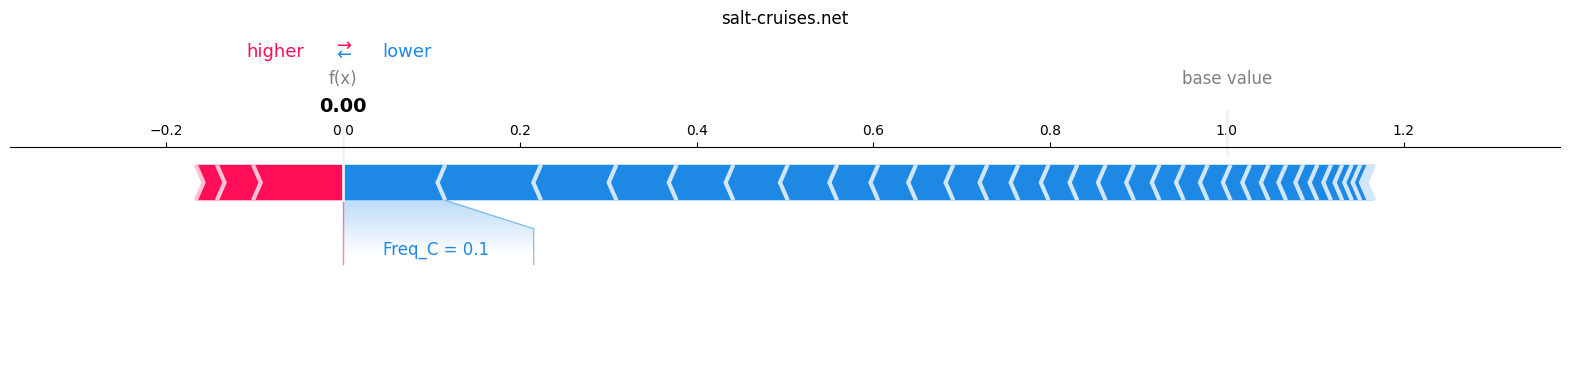 salt-cruises.net
higher → ← lower
f(x) base value
0.00
−0.2 0.0 0.2 0.4 0.6 0.8 1.0 1.2
Freq_C = 0.1